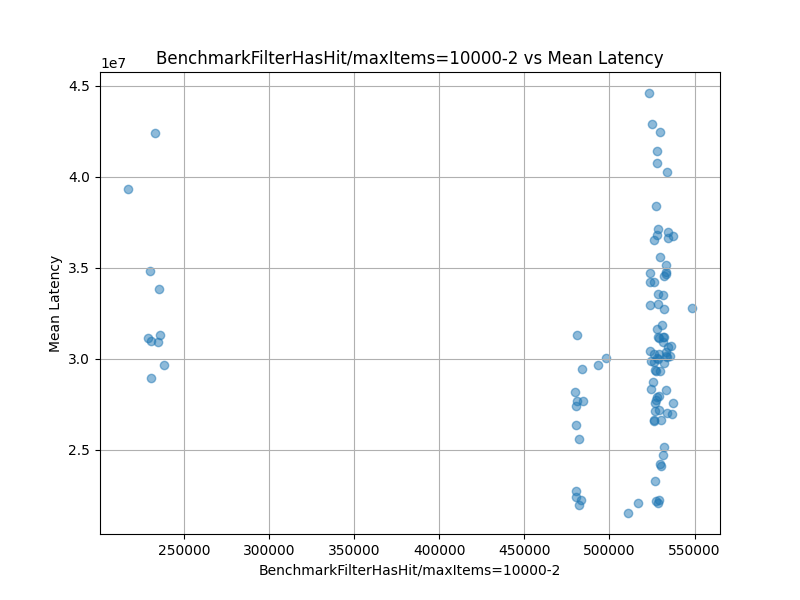 BenchmarkFilterHasHit/maxItems=10000-2 vs Mean Latency
1e7
4.5
4.0
3.5
3.0
2.5
Mean Latency
250000 300000 350000 400000 450000 500000 550000
BenchmarkFilterHasHit/maxItems=10000-2